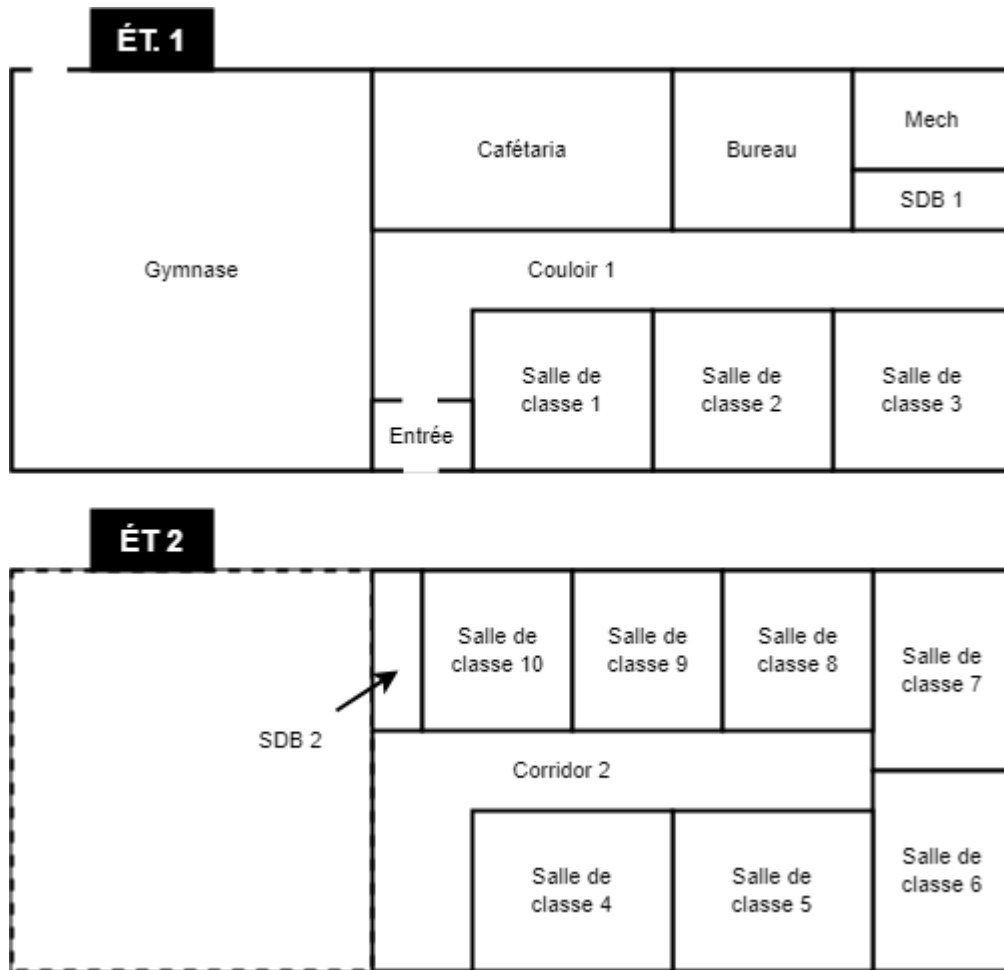 ÉT. 1
Mech
Cafétaria
Bureau
SDB 1
Gymnase
Couloir 1
Salle de
classe 1
Salle de
classe 2
Salle de
classe 3
Entrée
ÉT 2
Salle de
classe 10
Salle de
classe 9
Salle de
classe 8
Salle de
classe 7
SDB 2
Corridor 2
Salle de
classe 4
Salle de
classe 5
Salle de
classe 6